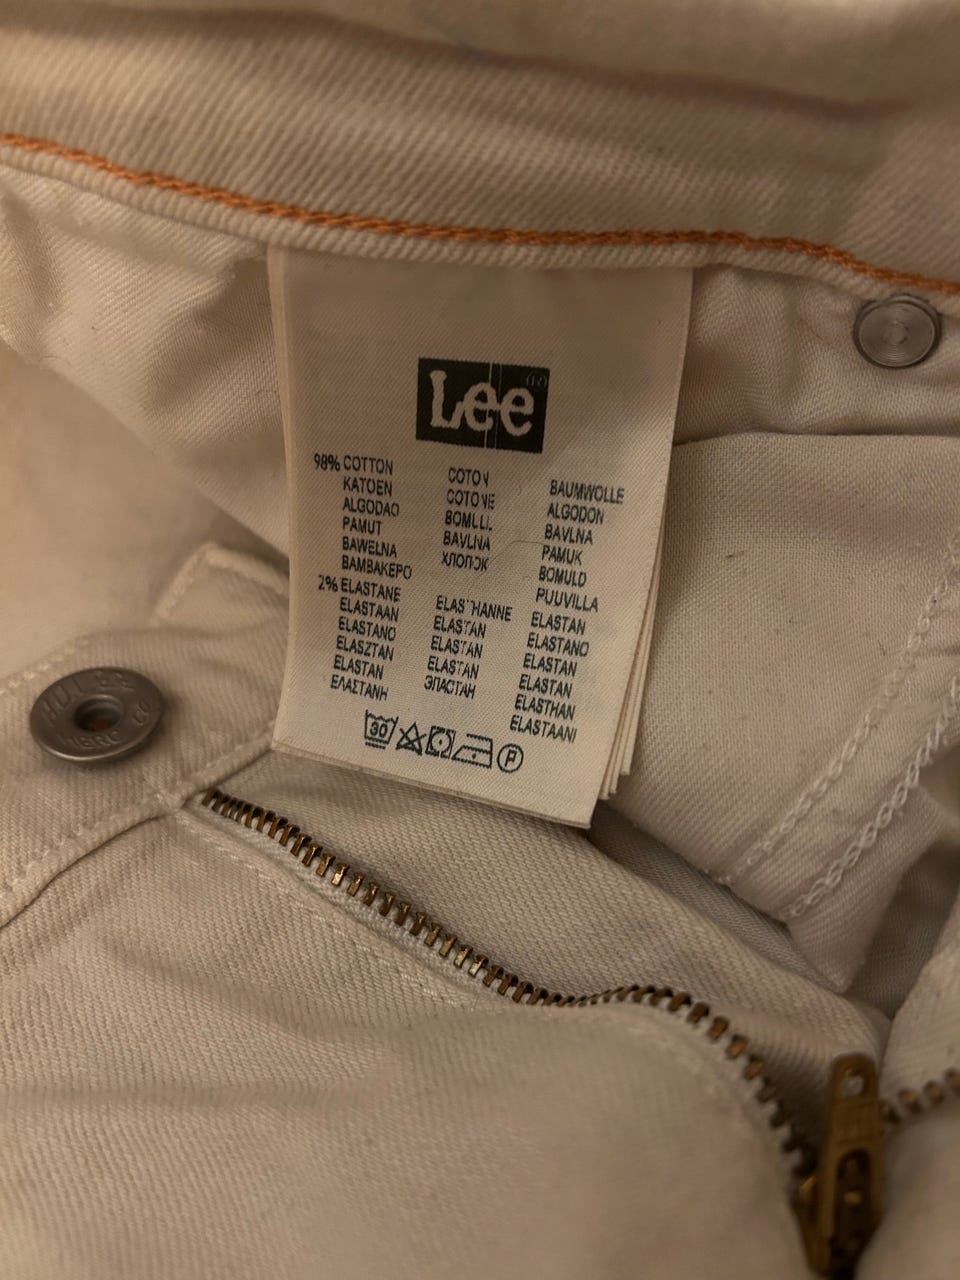 Lee
98% COTTON
KATOEN
ALGODAO
PAMUT
BAWEŁNA
ΒΑΜΒΑΚΕΡΟ
2% ELASTANE
ELASTAAN
ELASTANO
ELASZTAN
ELASTAN
ΕΛΑΣΤΑΝΗ
COTON
COTONE
BOMULL
BAVLNA
ХЛОПОК
ELASTHANNE
ELASTAN
ELASTAN
ELASTAN
ЭЛАСТАН
BAUMWOLLE
ALGODON
BAVLNA
PAMUK
BOMULD
PUUVILLA
ELASTAN
ELASTANO
ELASTAN
ELASTAN
ELASTHAN
ELASTAANI
30
P